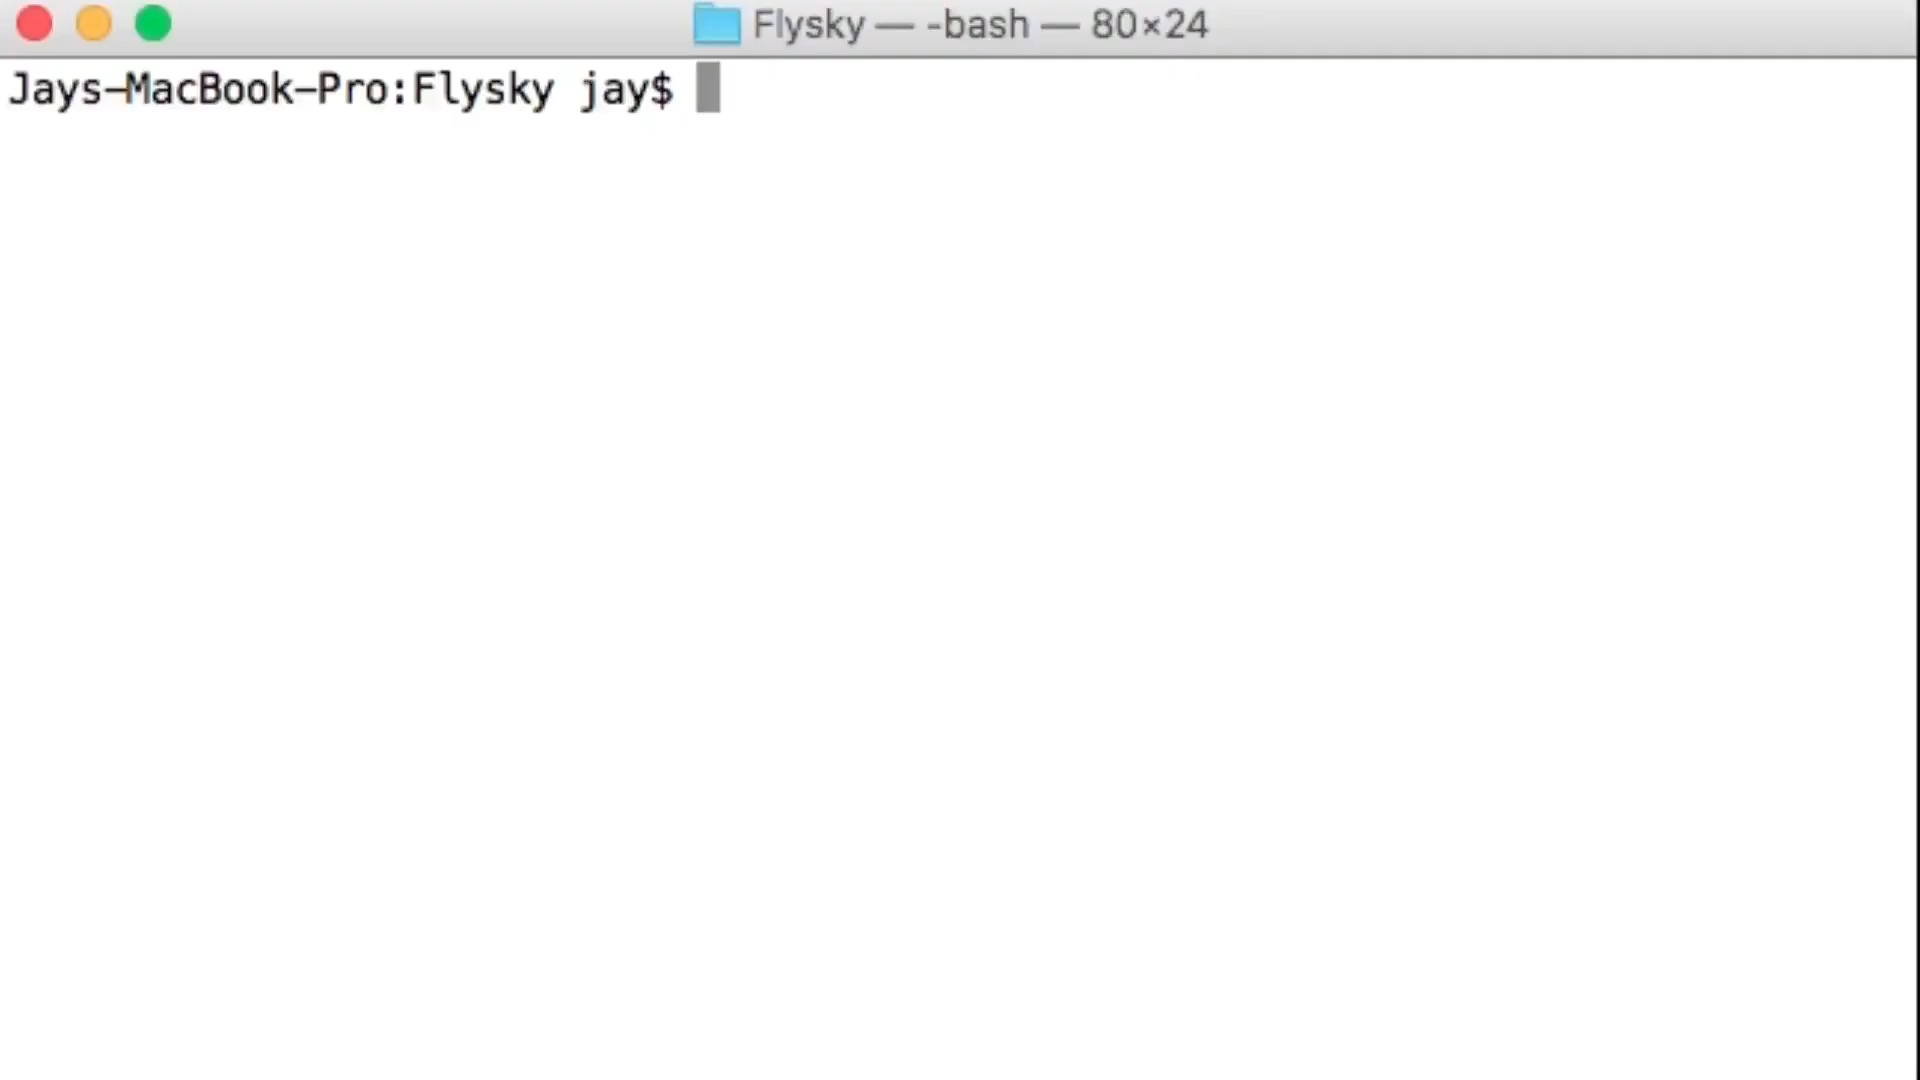 Flysky — -bash — 80×24
Jays-MacBook-Pro:Flysky jay$